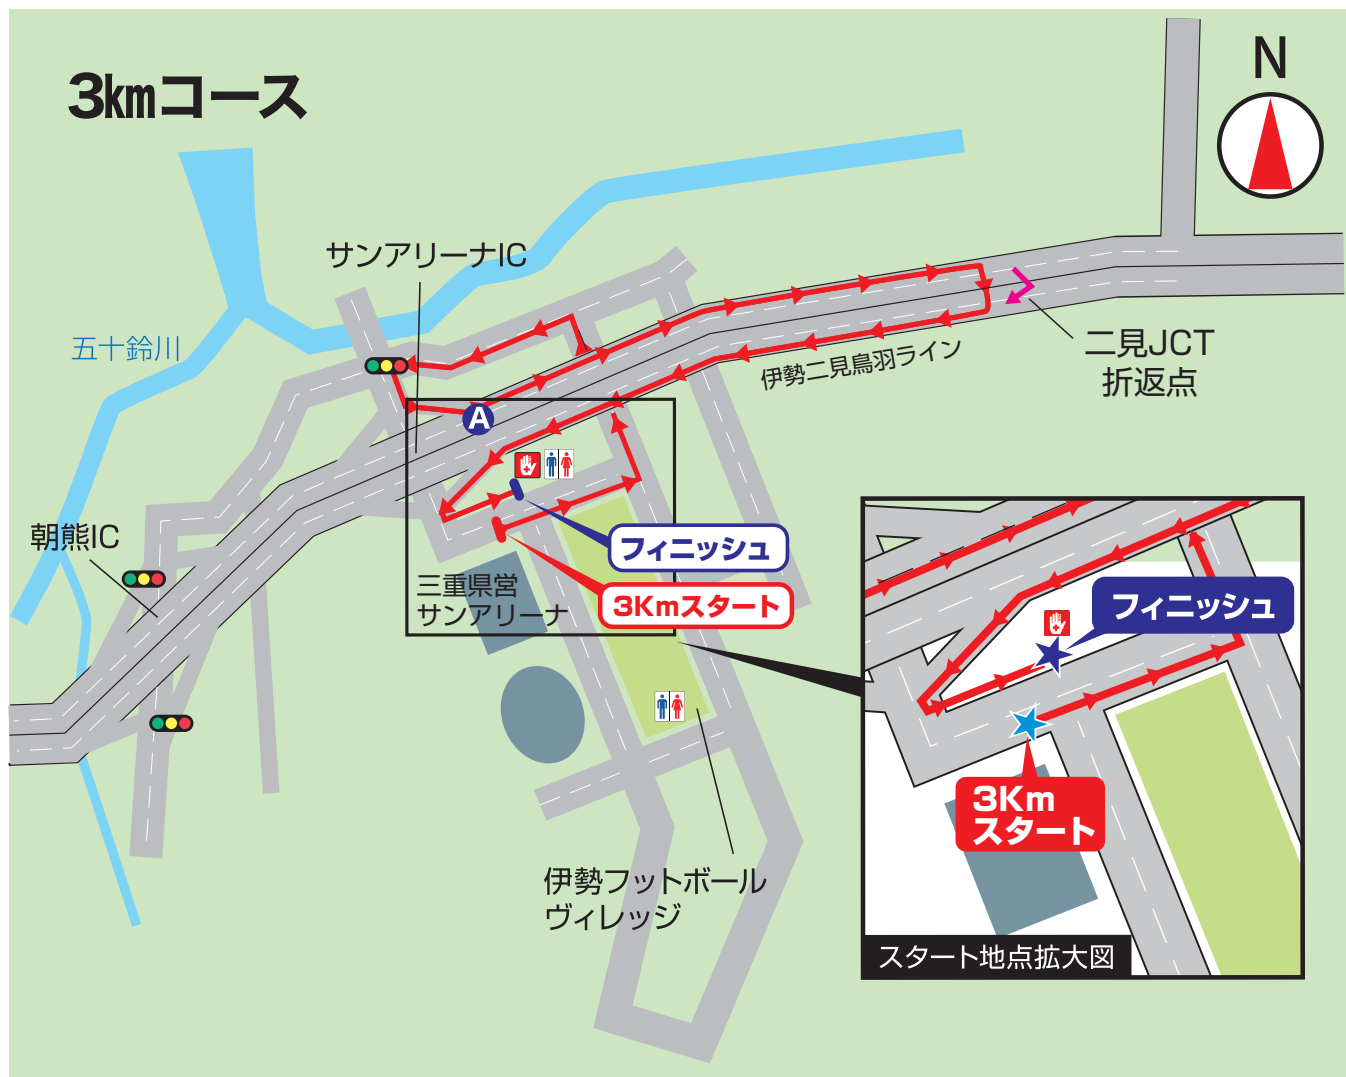 3kmコース
N
サンアリーナIC
五十鈴川
二見JCT
折返点
伊勢二見鳥羽ライン
A
朝熊IC
フィニッシュ
三重県営
サンアリーナ
3Kmスタート
伊勢フットボール
ヴィレッジ
フィニッシュ
3Km
スタート
スタート地点拡大図